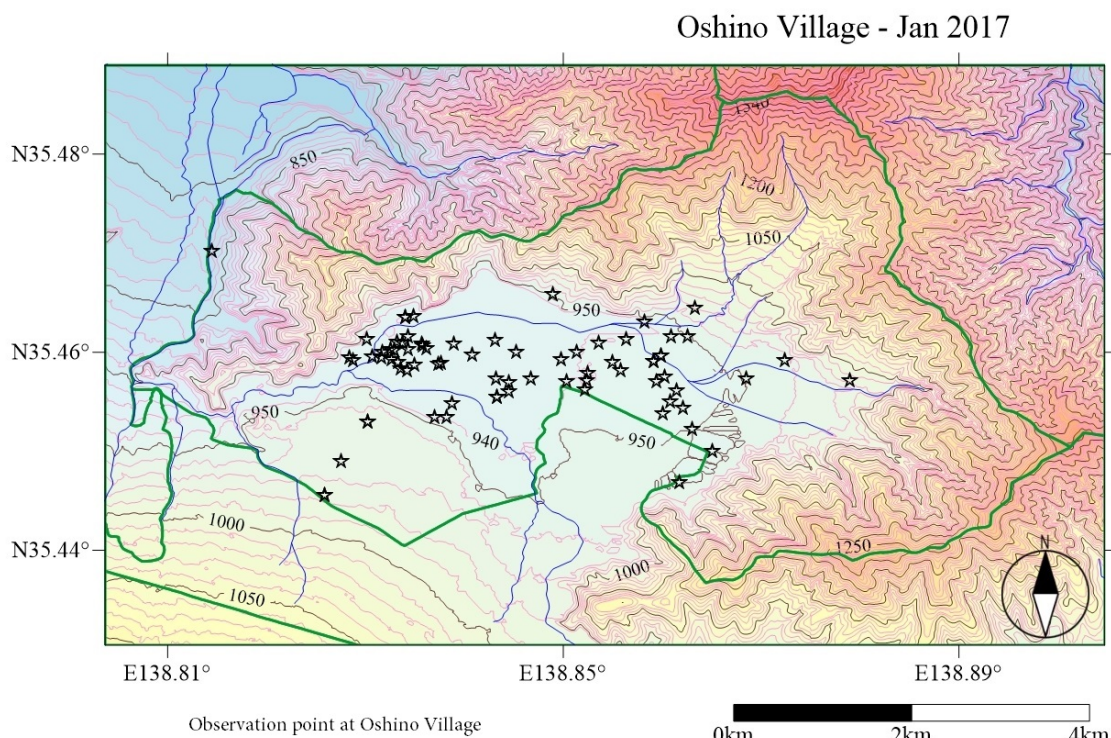 Oshino Village - Jan 2017
1340
N35.48°
850
1200
1050
950
N35.46°
950
940
950
1000
N35.44°
1250
1000
1050
N
E138.81°
E138.85°
E138.89°
Observation point at Oshino Village
0km
2km
4km